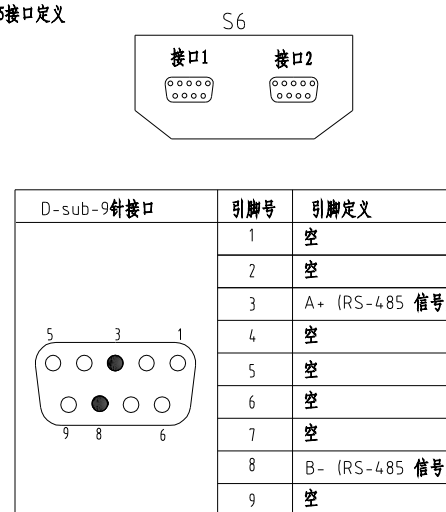 5接口定义
S6
接口1 接口2
D-sub-9针接口 引脚号 引脚定义
1 空
2 空
3 A+ (RS-485 信号
4 空
5 空
6 空
7 空
8 B- (RS-485 信号
9 空
5 3 1
9 8 6